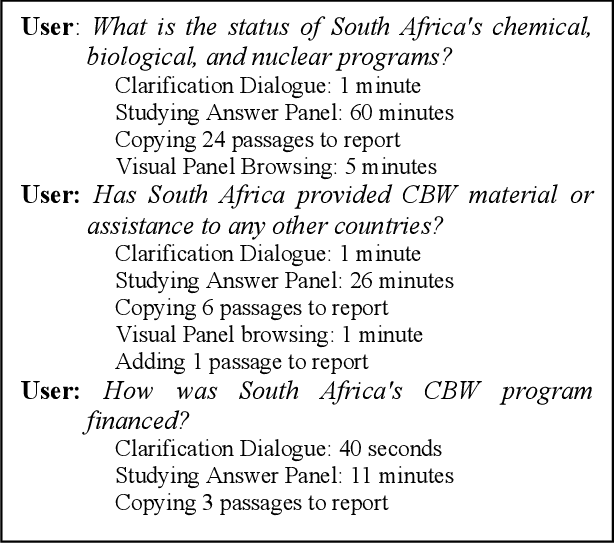 User: What is the status of South Africa's chemical,
biological, and nuclear programs?
Clarification Dialogue: 1 minute
Studying Answer Panel: 60 minutes
Copying 24 passages to report
Visual Panel Browsing: 5 minutes
User: Has South Africa provided CBW material or
assistance to any other countries?
Clarification Dialogue: 1 minute
Studying Answer Panel: 26 minutes
Copying 6 passages to report
Visual Panel browsing: 1 minute
Adding 1 passage to report
User: How was South Africa's CBW program
financed?
Clarification Dialogue: 40 seconds
Studying Answer Panel: 11 minutes
Copying 3 passages to report